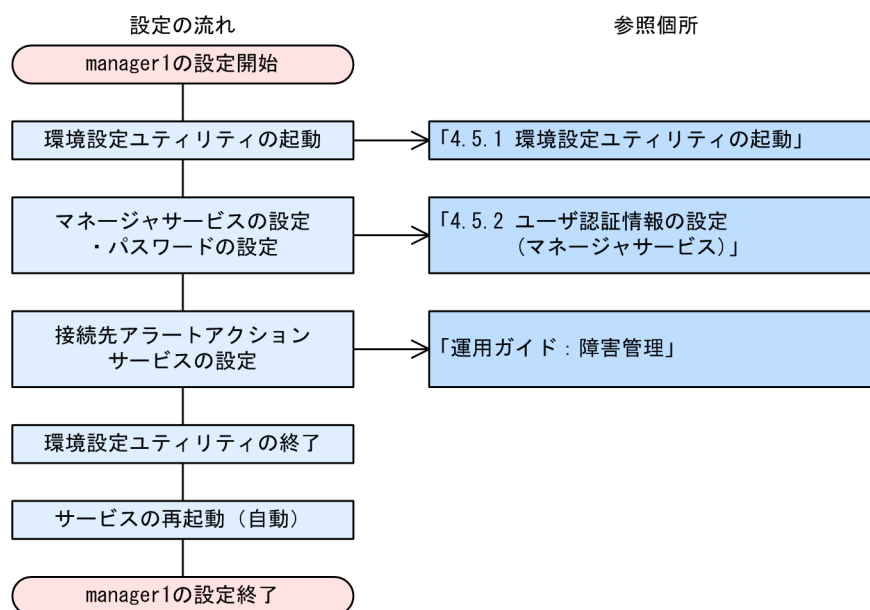 設定の流れ
参照個所
manager1の設定開始
環境設定ユティリティの起動
「4.5.1 環境設定ユティリティの起動」
マネージャサービスの設定
・パスワードの設定
「4.5.2 ユーザ認証情報の設定
(マネージャサービス)」
接続先アラートアクション
サービスの設定
「運用ガイド:障害管理」
環境設定ユティリティの終了
サービスの再起動(自動)
manager1の設定終了